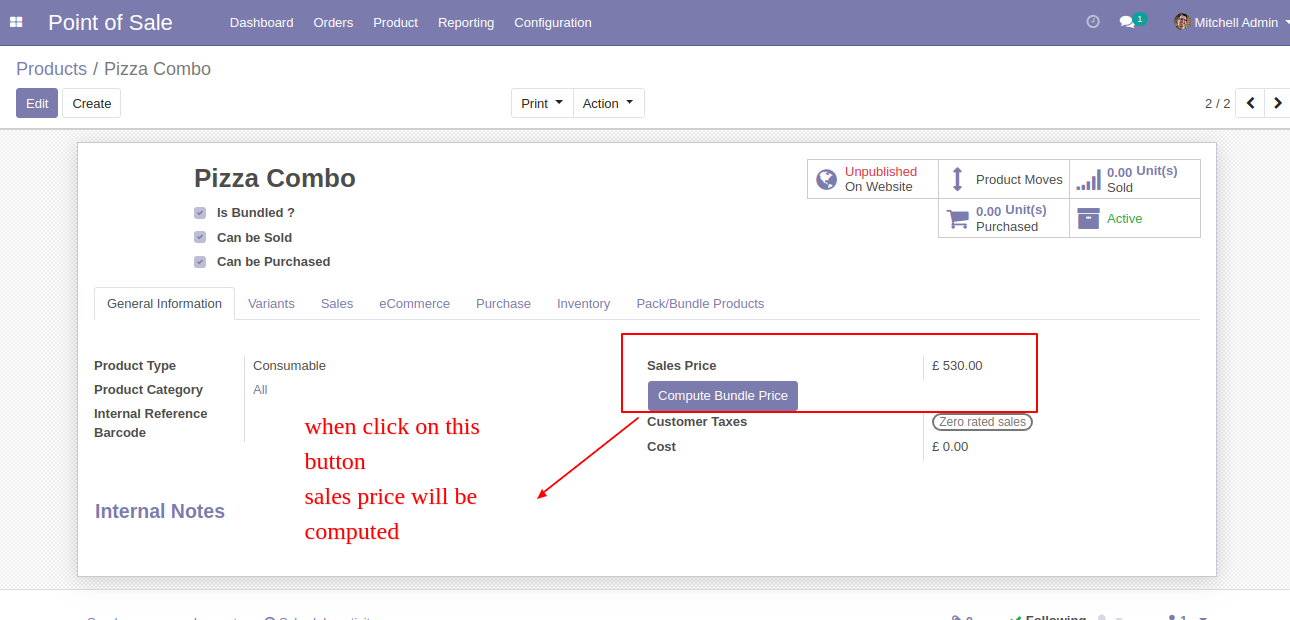 Point of Sale Dashboard Orders Product Reporting Configuration 1 Mitchell Admin
Products / Pizza Combo
Edit Create Print Action 2 / 2
Pizza Combo
Unpublished
On Website
Product Moves
0.00 Unit(s)
Sold
Is Bundled ?
0.00 Unit(s)
Purchased
Active
Can be Sold
Can be Purchased
General Information Variants Sales eCommerce Purchase Inventory Pack/Bundle Products
Product Type Consumable
Product Category All
Internal Reference
Barcode
Sales Price £ 530.00
Compute Bundle Price
Customer Taxes Zero rated sales
Cost £ 0.00
when click on this
button
sales price will be
computed
Internal Notes
Following 1